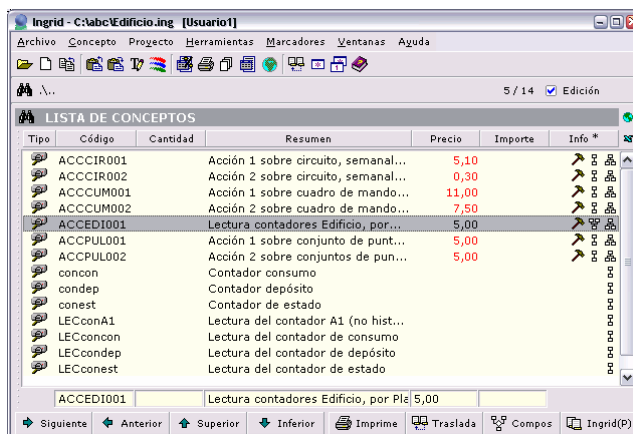 Ingrid - C:\abc\Edificio.ing [Usuario1]
Archivo Concepto Proyecto Herramientas Marcadores Ventanas Ayuda
.\.. 5 / 14 Edición
LISTA DE CONCEPTOS
Tipo Código Cantidad Resumen Precio Importe Info *
ACCCIR001 Acción 1 sobre circuito, semanal... 5,10
ACCCIR002 Acción 2 sobre circuito, semanal... 0,30
ACCCUM001 Acción 1 sobre cuadro de mando... 11,00
ACCCUM002 Acción 2 sobre cuadro de mando... 7,50
ACCEDI001 Lectura contadores Edificio, por... 5,00
ACCPUL001 Acción 1 sobre conjunto de punt... 5,00
ACCPUL002 Acción 2 sobre conjuntos de pun... 5,00
concon Contador consumo
condep Contador depósito
conest Contador de estado
LECconA1 Lectura del contador A1 (no hist...
LECconcon Lectura del contador de consumo
LECcondep Lectura del contador de depósito
LECconest Lectura del contador de estado
ACCEDI001 Lectura contadores Edificio, por Pla 5,00
Siguiente Anterior Superior Inferior Imprime Traslada Compos Ingrid(P)